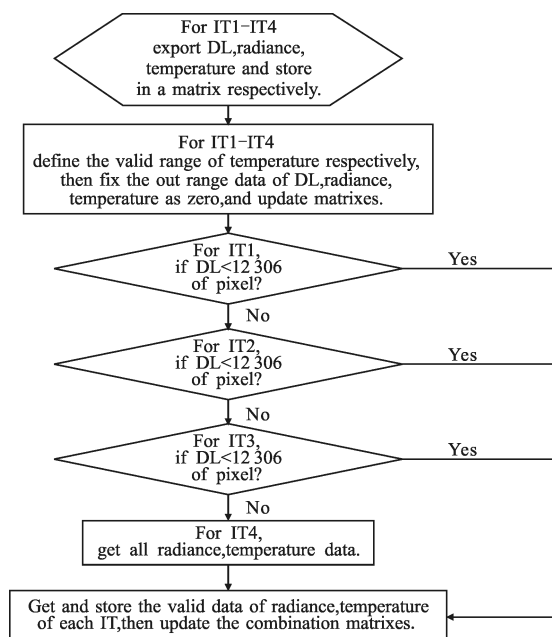 For IT1-IT4
export DL,radiance,
temperature and store
in a matrix respectively.
For IT1-IT4
define the valid range of temperature respectively,
then fix the out range data of DL,radiance,
temperature as zero,and update matrixes.
For IT1,
if DL<12 306
of pixel?
Yes
No
For IT2,
if DL<12 306
of pixel?
Yes
No
For IT3,
if DL<12 306
of pixel?
Yes
No
For IT4,
get all radiance,temperature data.
Get and store the valid data of radiance,temperature
of each IT,then update the combination matrixes.